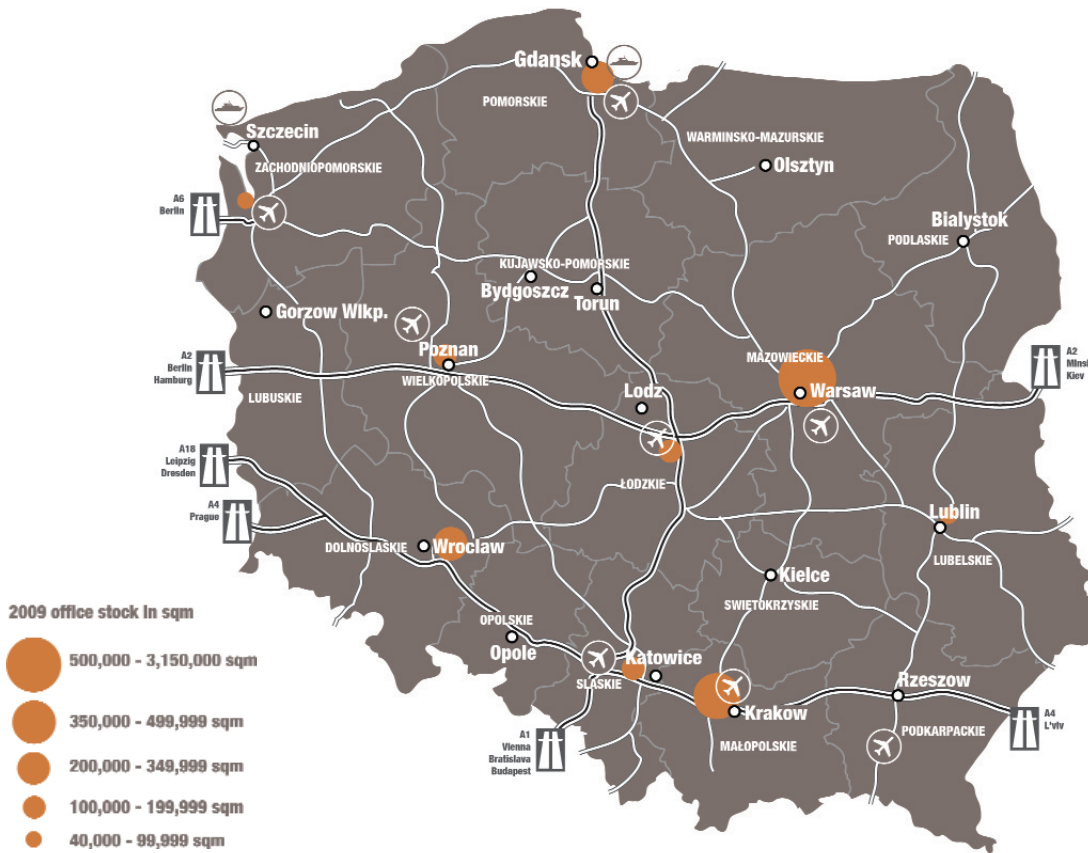 Gdansk
POMORSKIE
WARMINSKO-MAZURSKIE
Szczecin
ZACHODNIOPOMORSKIE
Olsztyn
A6
Berlin
Bialystok
PODLASKIE
KUJAWSKO-POMORSKIE
Bydgoszcz
Torun
Gorzow Wlkp.
A2
Berlin
Hamburg
Poznan
WIELKOPOLSKIE
LUBUSKIE
MAZOWIECKIE
Warsaw
A2
Minsk
Kiev
Lodz
A18
Leipzig
Dresden
ŁODZKIE
A4
Prague
Lublin
LUBELSKIE
DOLNOSLASKIE
Wroclaw
Kielce
SWIETOKRZYSKIE
2009 office stock in sqm
500,000 - 3,150,000 sqm
350,000 - 499,999 sqm
200,000 - 349,999 sqm
100,000 - 199,999 sqm
40,000 - 99,999 sqm
OPOLSKIE
Opole
Katowice
SLASKIE
Rzeszow
Krakow
MAŁOPOLSKIE
PODKARPACKIE
A4
L'viv
A1
Vienna
Bratislava
Budapest